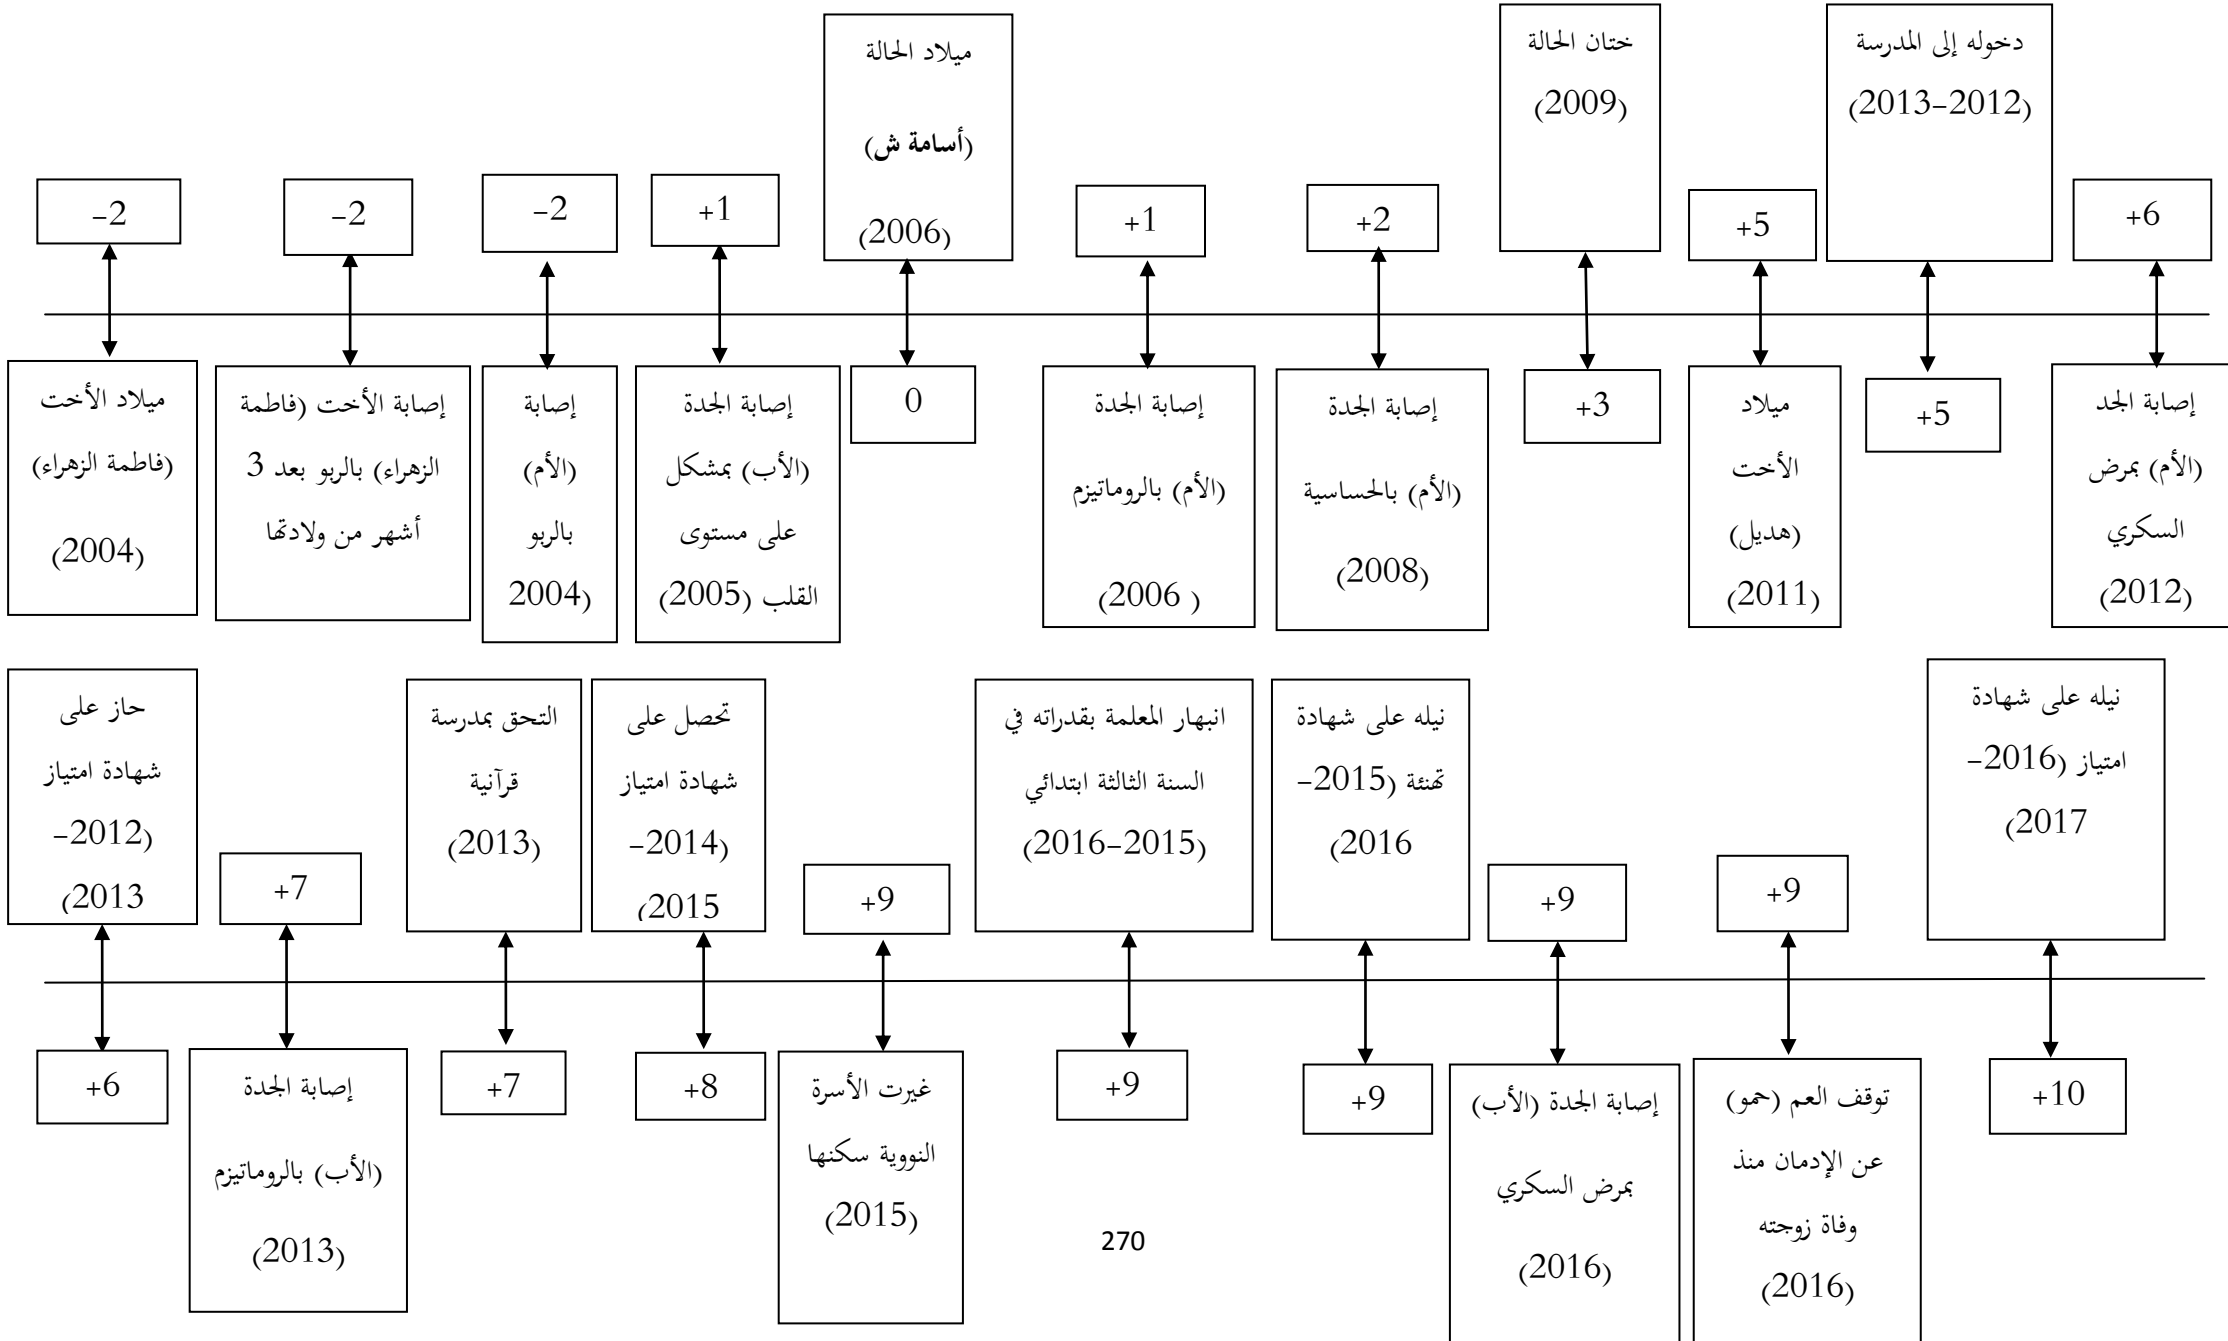 -2
ميلاد الأخت
(فاطمة الزهراء)
(2004)
-2
إصابة الأخت (فاطمة
الزهراء) بالربو بعد 3
أشهر من ولادتها
-2
إصابة
(الأم)
بالربو
(2004
+1
إصابة الجدة
(الأب) بمشكل
على مستوى
القلب (2005)
ميلاد الحالة
(أسامة ش)
(2006)
0
+1
إصابة الجدة
(الأم) بالروماتيزم
(2006 )
+2
إصابة الجدة
(الأم) بالحساسية
(2008)
ختان الحالة
(2009)
+3
+5
ميلاد
الأخت
(هديل)
(2011)
دخوله إلى المدرسة
(2012-2013)
+5
+6
إصابة الجد
(الأم) بمرض
السكري
(2012)
حاز على
شهادة امتياز
(2012-
2013)
+6
+7
إصابة الجدة
(الأب) بالروماتيزم
(2013)
التحق بمدرسة
قرآنية
(2013)
+7
تحصل على
شهادة امتياز
(2014-
2015)
+8
+9
غيرت الأسرة
النووية سكنها
(2015)
انبهار المعلمة بقدراته في
السنة الثالثة ابتدائي
(2015-2016)
+9
نيله على شهادة
تهنئة (2015-
2016)
+9
+9
إصابة الجدة (الأب)
بمرض السكري
(2016)
+9
توقف العم (حمو)
عن الإدمان منذ
وفاة زوجته
(2016)
نيله على شهادة
امتياز (2016-
2017)
+10
270